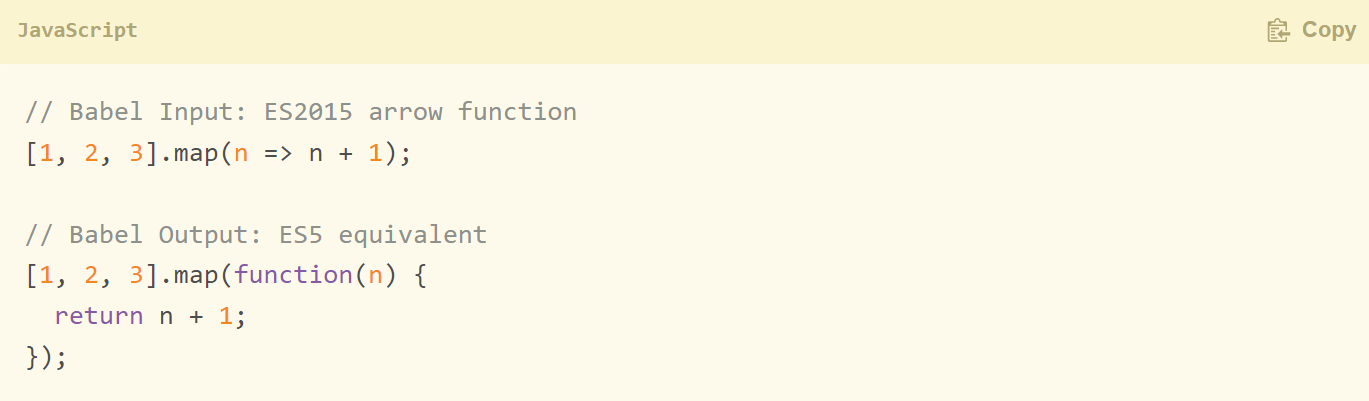 JavaScript
Copy
// Babel Input: ES2015 arrow function
[1, 2, 3].map(n => n + 1);
// Babel Output: ES5 equivalent
[1, 2, 3].map(function(n) {
  return n + 1;
});